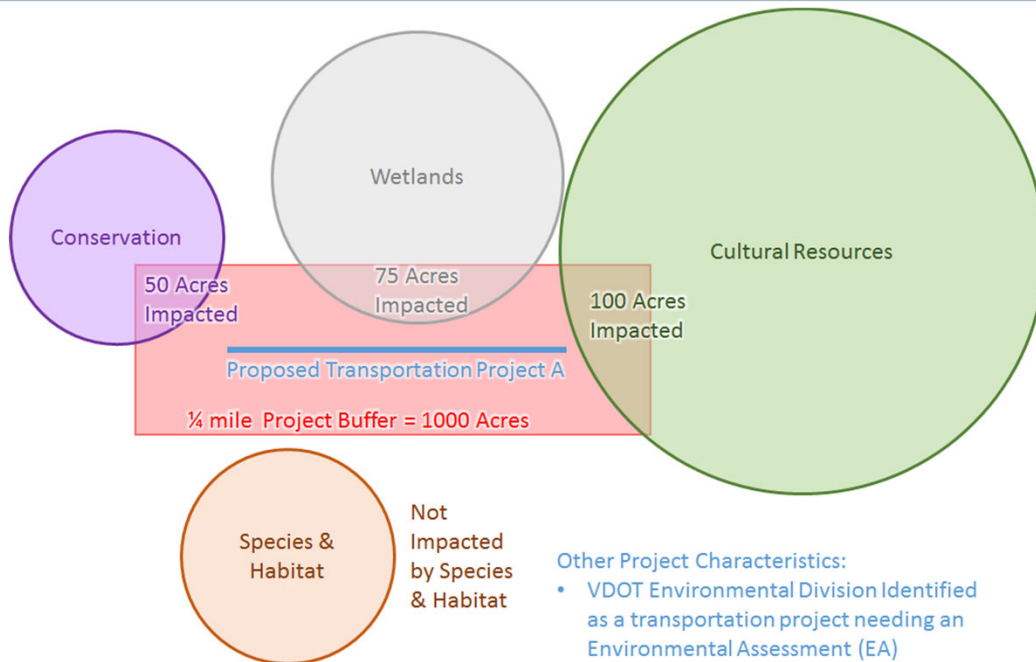 Wetlands
Conservation
Cultural Resources
50 Acres
Impacted
75 Acres
Impacted
100 Acres
Impacted
Proposed Transportation Project A
¼ mile Project Buffer = 1000 Acres
Species &
Habitat
Not
Impacted
by Species
& Habitat
Other Project Characteristics:
• VDOT Environmental Division Identified
as a transportation project needing an
Environmental Assessment (EA)